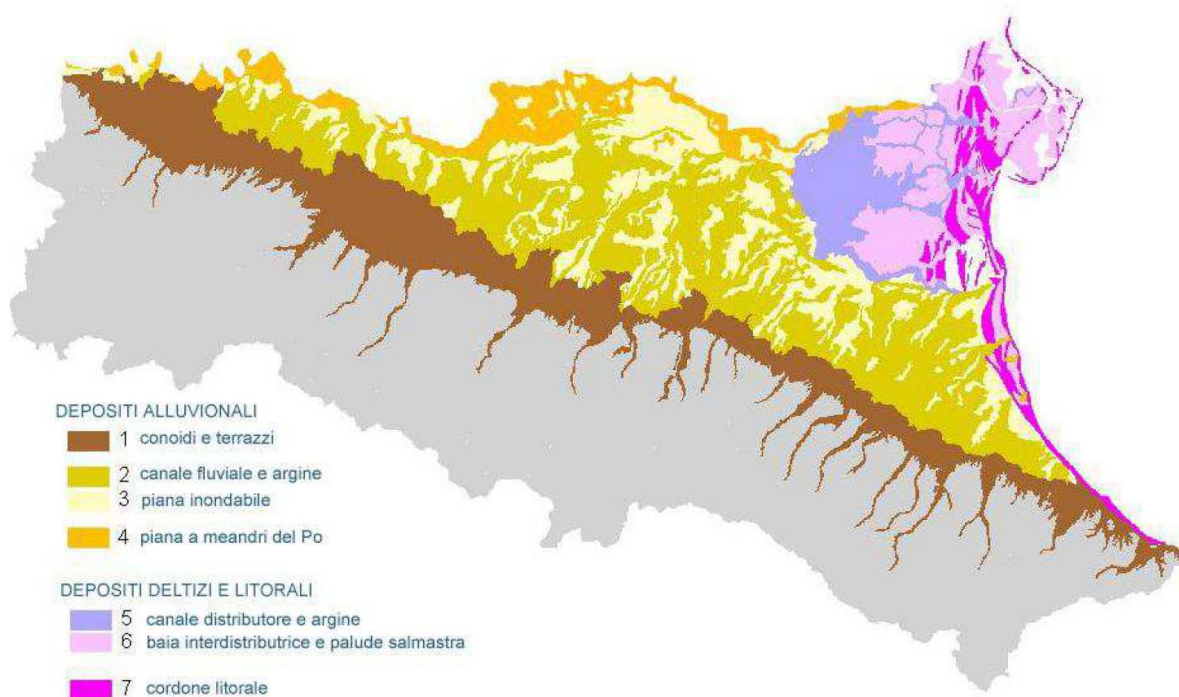 DEPOSITI ALLUVIONALI
1 conoidi e terrazzi
2 canale fluviale e argine
3 piana inondabile
4 piana a meandri del Po
DEPOSITI DELTIZI E LITORALI
5 canale distributore e argine
6 baia interdistributrice e palude salmastra
7 cordone litorale